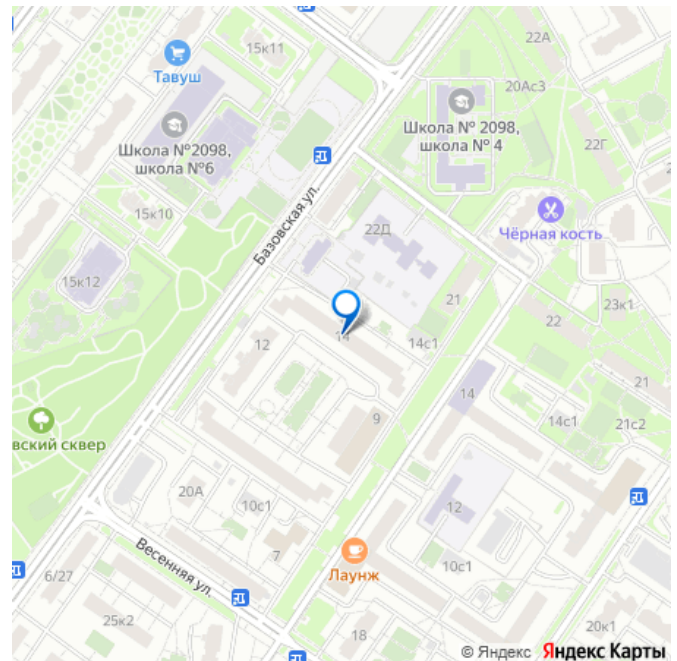 22А
15к11
Тавуш
20Ас3
Школа № 2098,
школа № 4
22Г
Школа №2098,
школа №6
Чёрная кость
15к10
22Д
Базовская ул.
15к12
21
23к1
22
14
12
14с1
21
14
9
14с1
21с2
вский сквер
20А
10с1
12
Весенняя ул.
7
Лаунж
10с1
6/27
25к2
18
20к1
© Яндекс Яндекс Карты